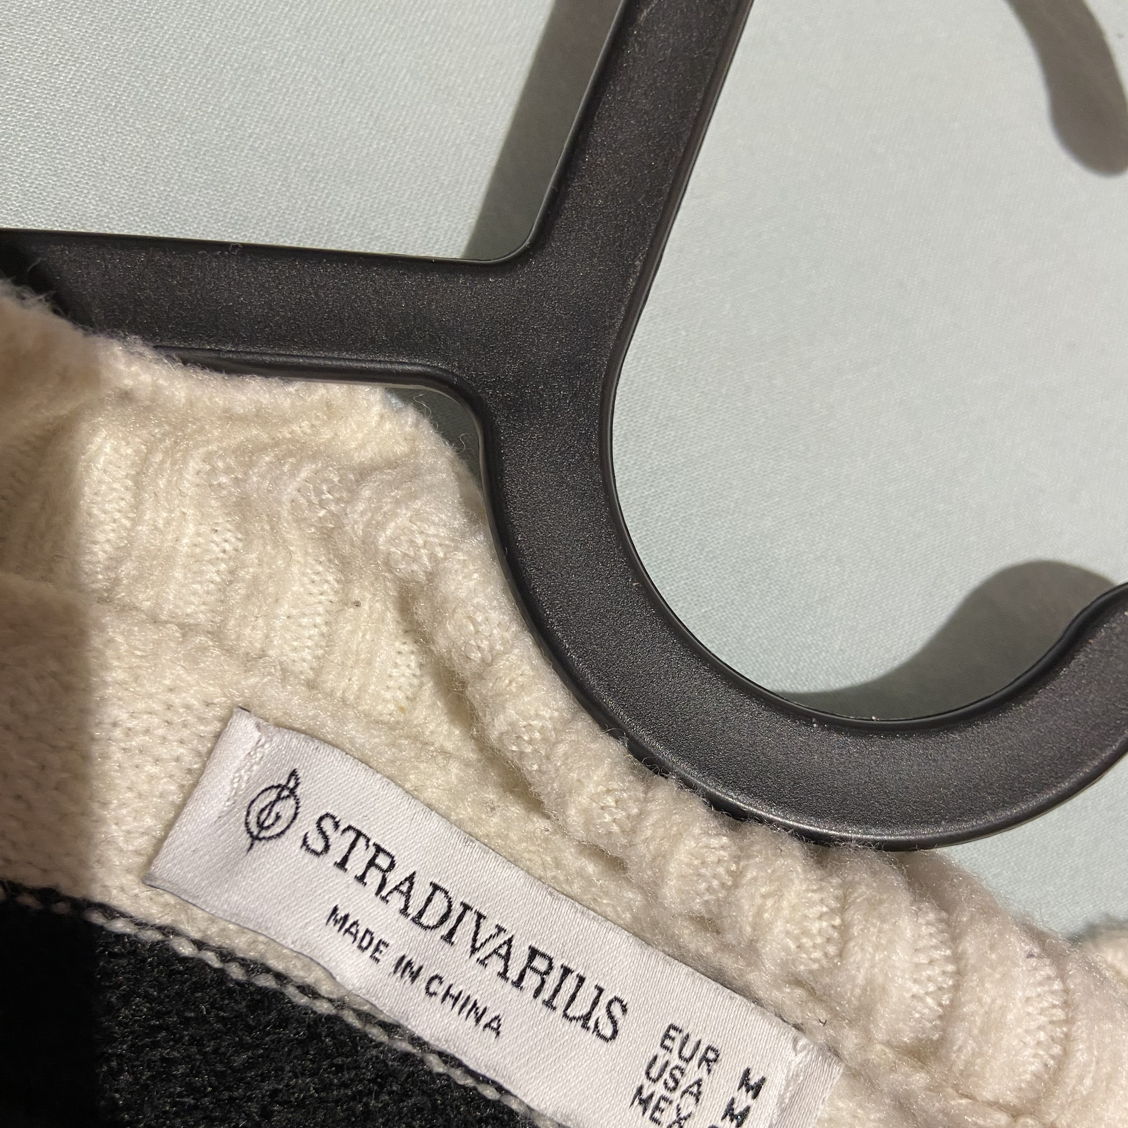 STRADIVARIUS
MADE IN CHINA
EUR M
USA M
MEX